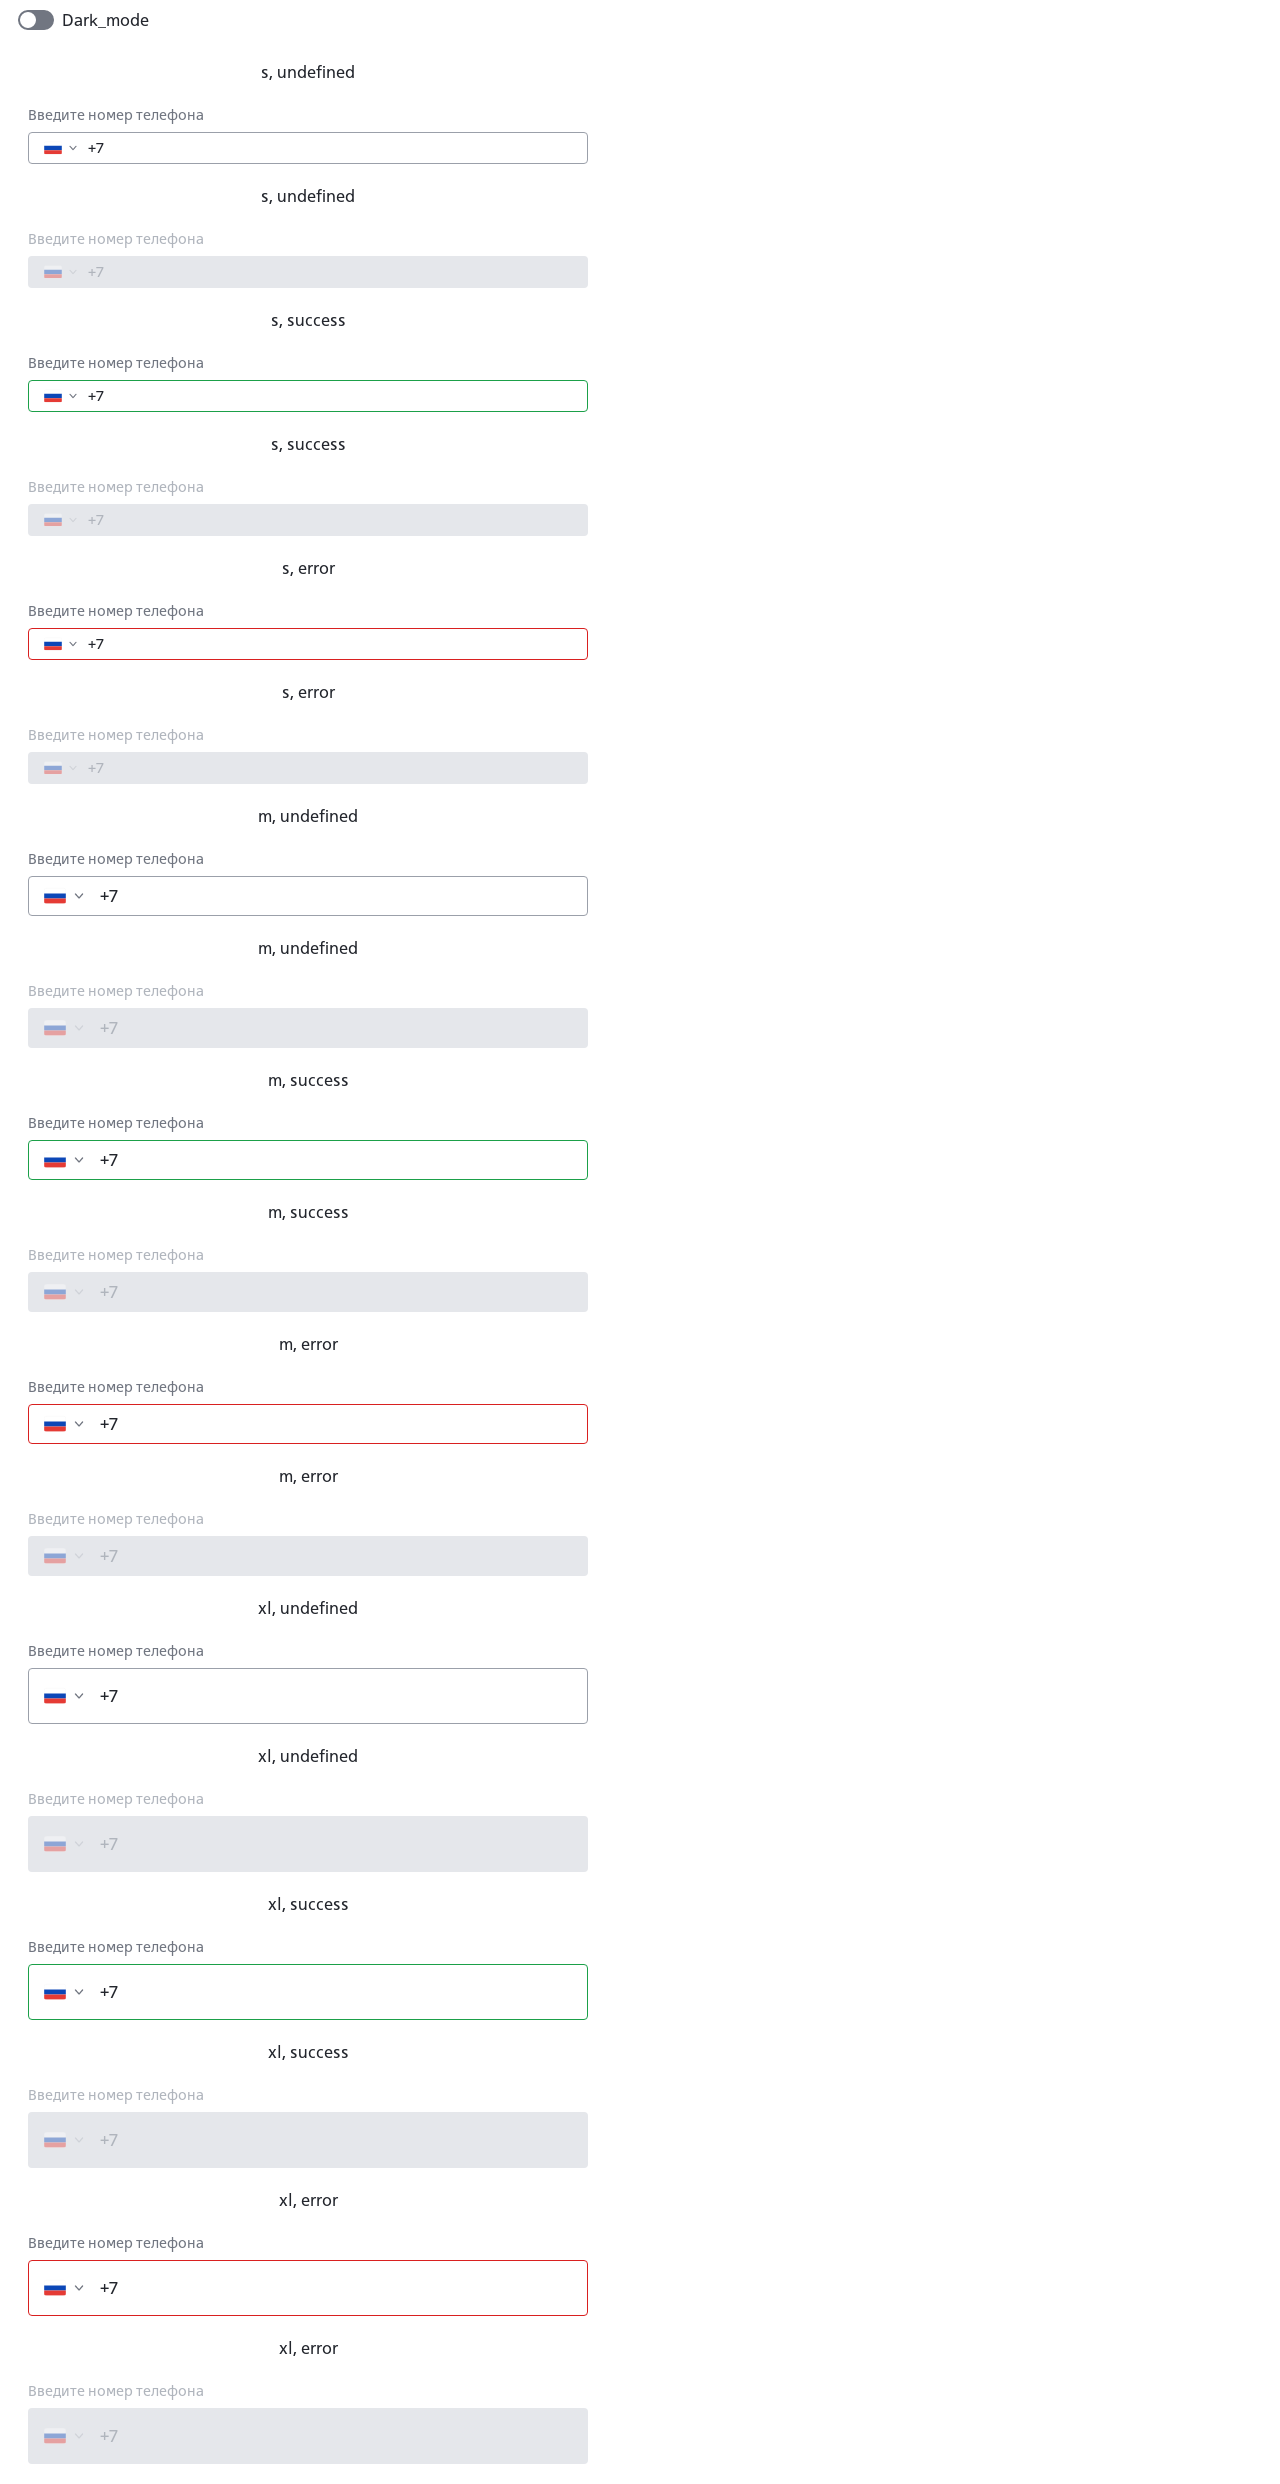 Dark_mode
s, undefined
Введите номер телефона
+7
s, undefined
Введите номер телефона
+7
s, success
Введите номер телефона
+7
s, success
Введите номер телефона
+7
s, error
Введите номер телефона
+7
s, error
Введите номер телефона
+7
m, undefined
Введите номер телефона
+7
m, undefined
Введите номер телефона
+7
m, success
Введите номер телефона
+7
m, success
Введите номер телефона
+7
m, error
Введите номер телефона
+7
m, error
Введите номер телефона
+7
xl, undefined
Введите номер телефона
+7
xl, undefined
Введите номер телефона
+7
xl, success
Введите номер телефона
+7
xl, success
Введите номер телефона
+7
xl, error
Введите номер телефона
+7
xl, error
Введите номер телефона
+7